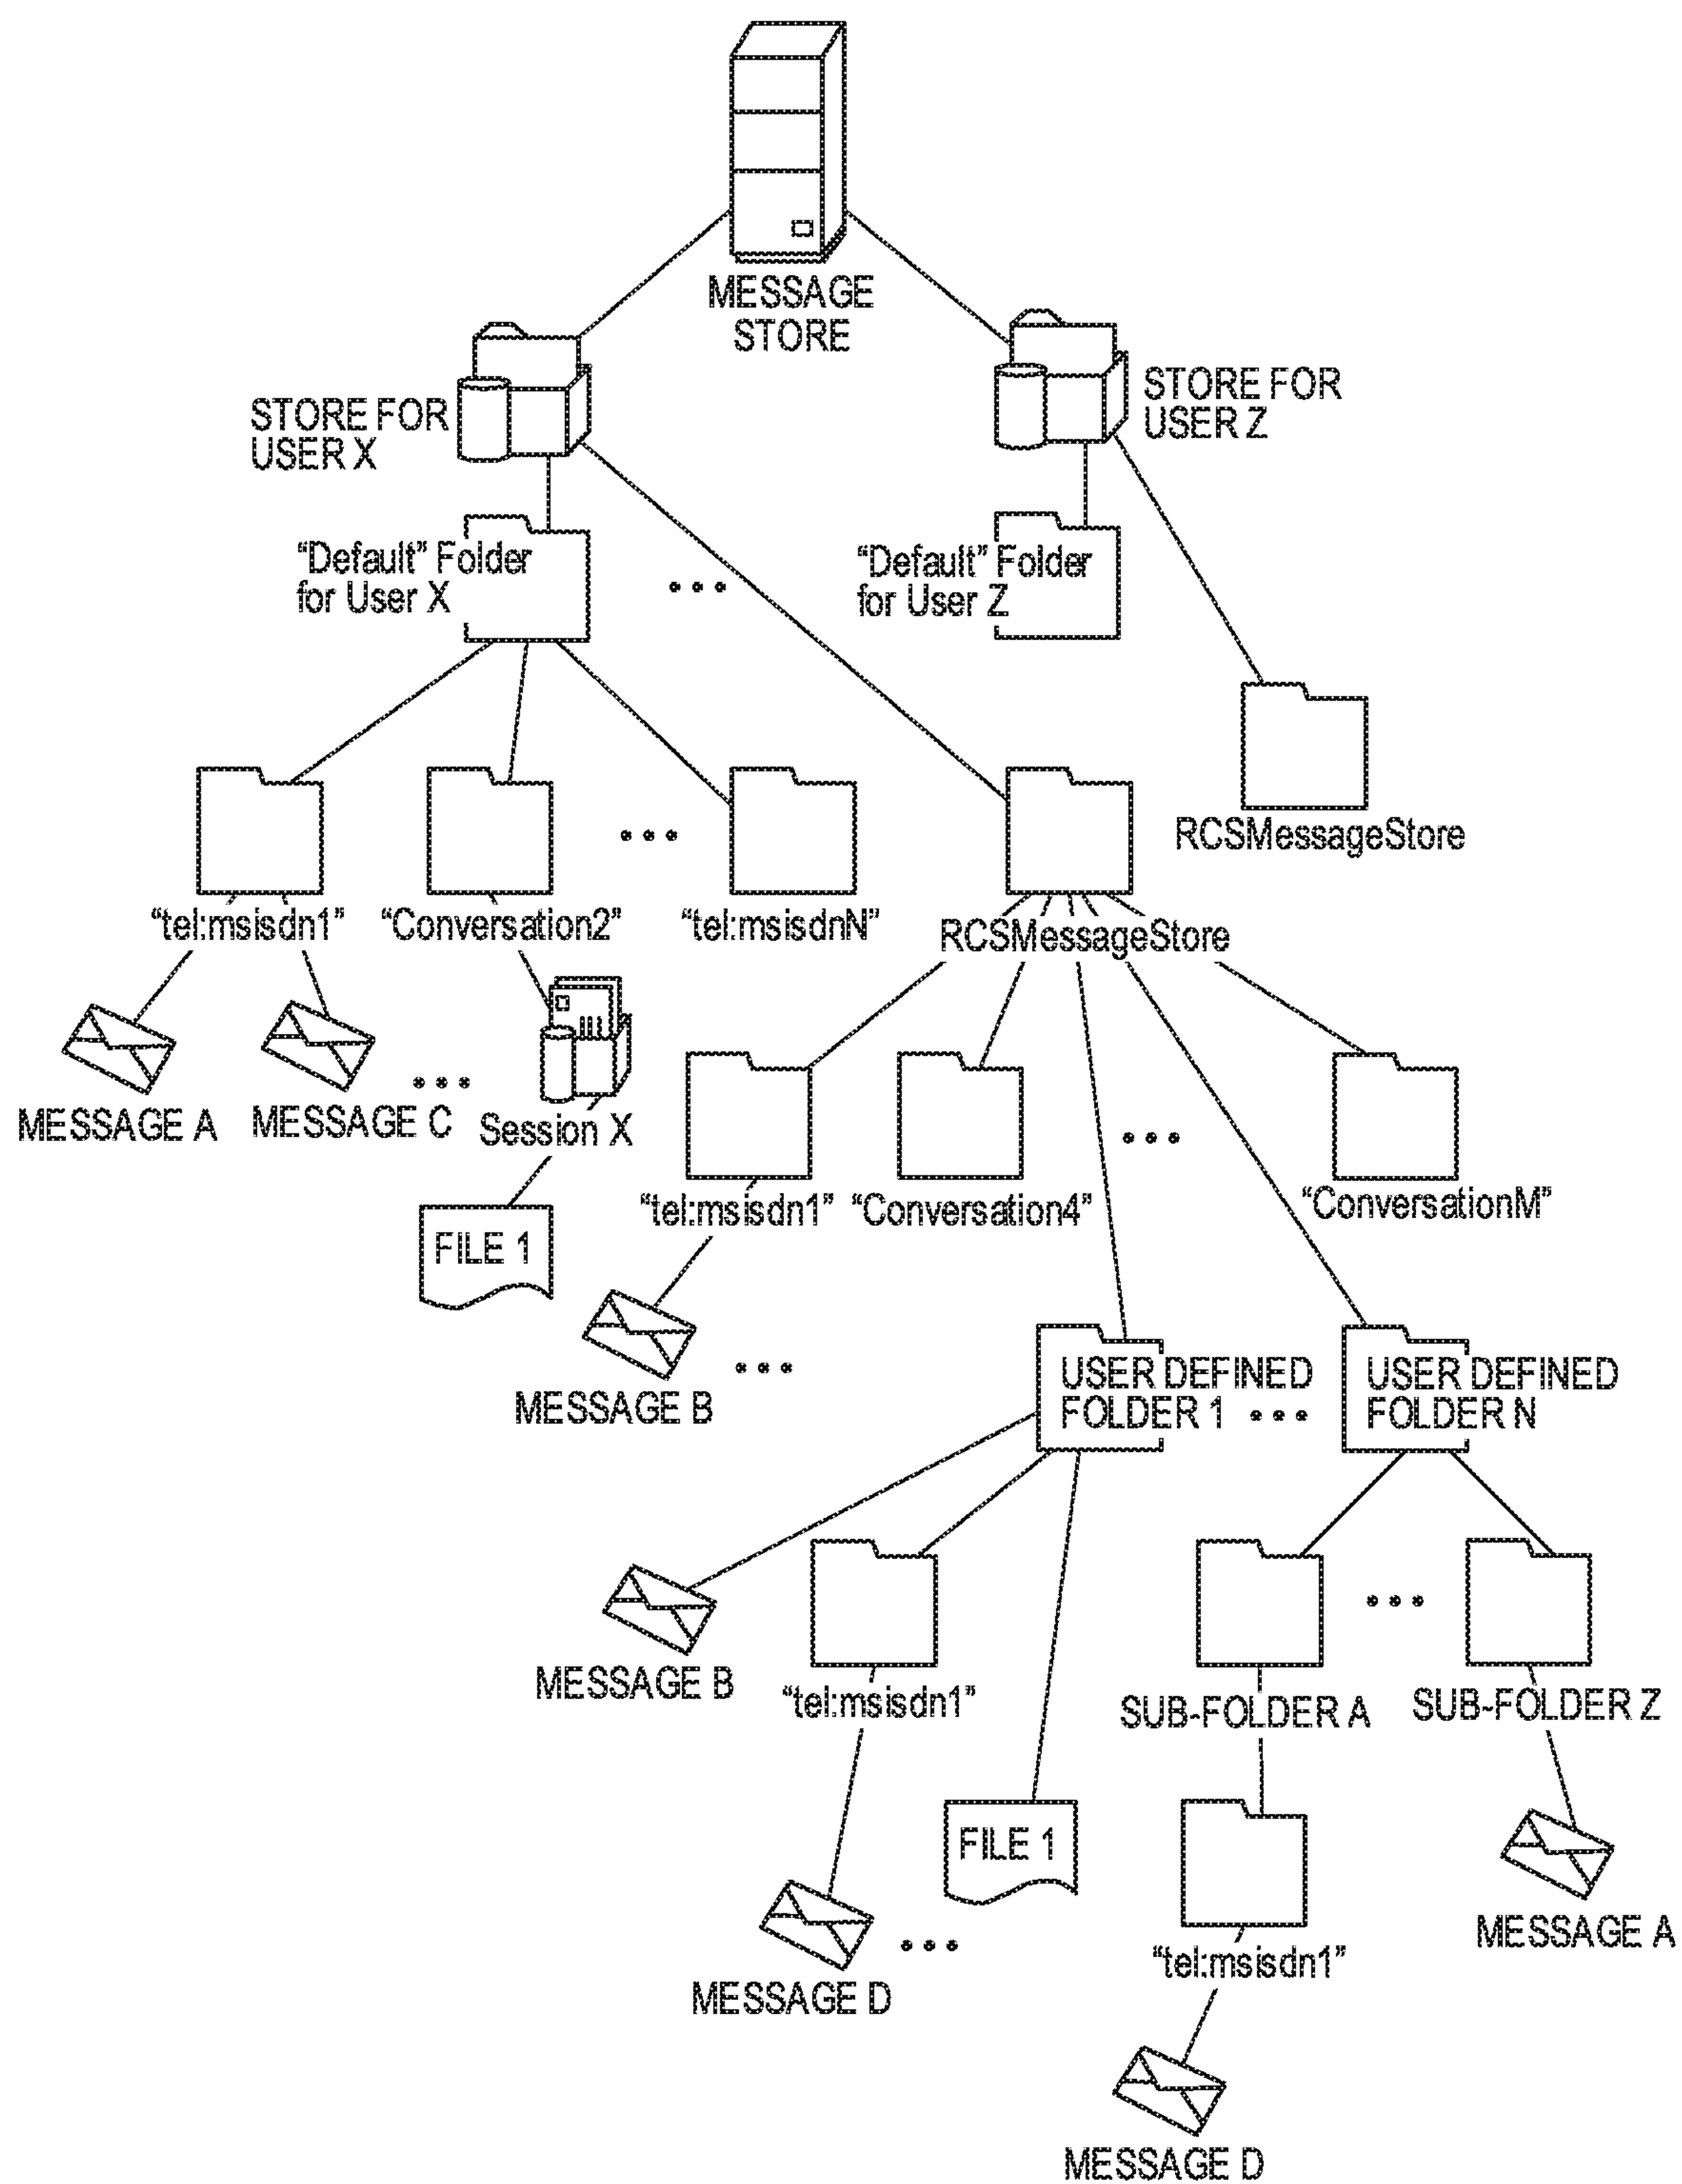 MESSAGE
STORE
STORE FOR
USER X
STORE FOR
USER Z
“Default” Folder
for User X
“Default” Folder
for User Z
RCSMessageStore
“tel:msisdn1”
“Conversation2”
“tel:msisdnN”
RCSMessageStore
MESSAGE A
MESSAGE C
Session X
“tel:msisdn1”
“Conversation4”
“ConversationM”
FILE 1
MESSAGE B
USER DEFINED
FOLDER 1
USER DEFINED
FOLDER N
MESSAGE B
“tel:msisdn1”
SUB-FOLDER A
SUB-FOLDER Z
FILE 1
MESSAGE A
“tel:msisdn1”
MESSAGE D
MESSAGE D